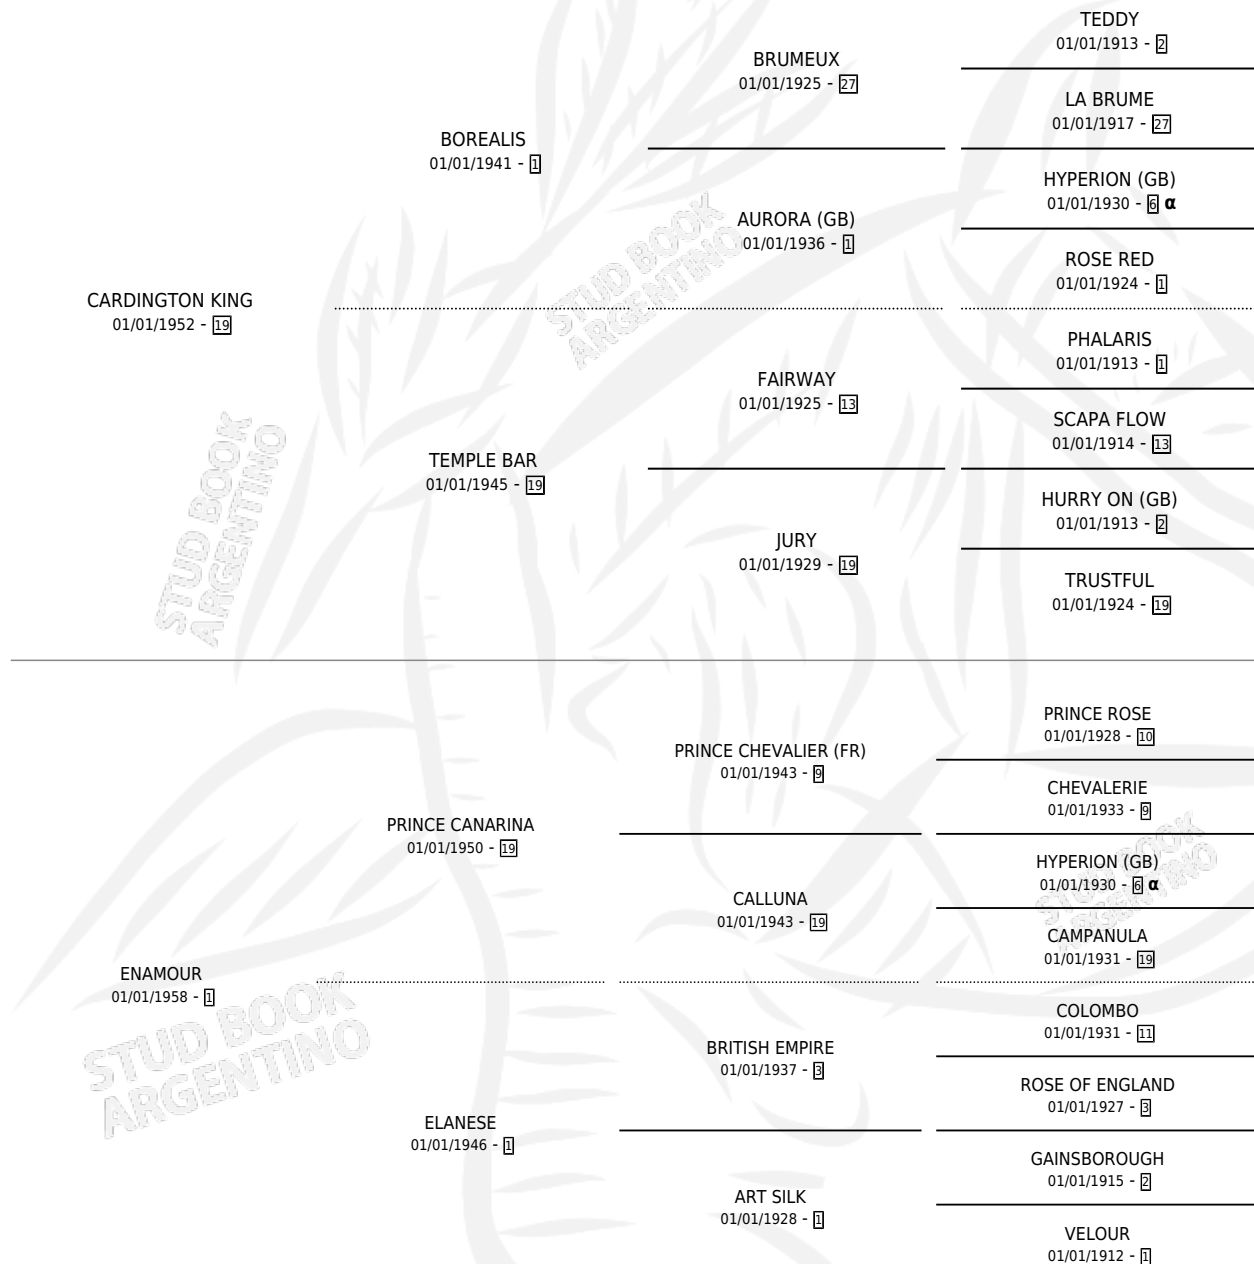 TEDDY
01/01/1913 - 2
BRUMEUX
01/01/1925 - 27
LA BRUME
01/01/1917 - 27
BOREALIS
01/01/1941 - 1
HYPERION (GB)
01/01/1930 - 6 α
AURORA (GB)
01/01/1936 - 1
ROSE RED
01/01/1924 - 1
STUD BOOK
ARGENTINO
CARDINGTON KING
01/01/1952 - 19
PHALARIS
01/01/1913 - 1
FAIRWAY
01/01/1925 - 13
SCAPA FLOW
01/01/1914 - 13
STUD BOOK
ARGENTINO
TEMPLE BAR
01/01/1945 - 19
HURRY ON (GB)
01/01/1913 - 2
JURY
01/01/1929 - 19
TRUSTFUL
01/01/1924 - 19
PRINCE ROSE
01/01/1928 - 10
PRINCE CHEVALIER (FR)
01/01/1943 - 9
CHEVALERIE
01/01/1933 - 9
PRINCE CANARINA
01/01/1950 - 19
HYPERION (GB)
01/01/1930 - 6 α
STUD BOOK
ARGENTINO
CALLUNA
01/01/1943 - 19
CAMPANULA
01/01/1931 - 19
ENAMOUR
01/01/1958 - 1
STUD BOOK
ARGENTINO
COLOMBO
01/01/1931 - 11
BRITISH EMPIRE
01/01/1937 - 3
ROSE OF ENGLAND
01/01/1927 - 3
ELANESE
01/01/1946 - 1
GAINSBOROUGH
01/01/1915 - 2
ART SILK
01/01/1928 - 1
VELOUR
01/01/1912 - 1